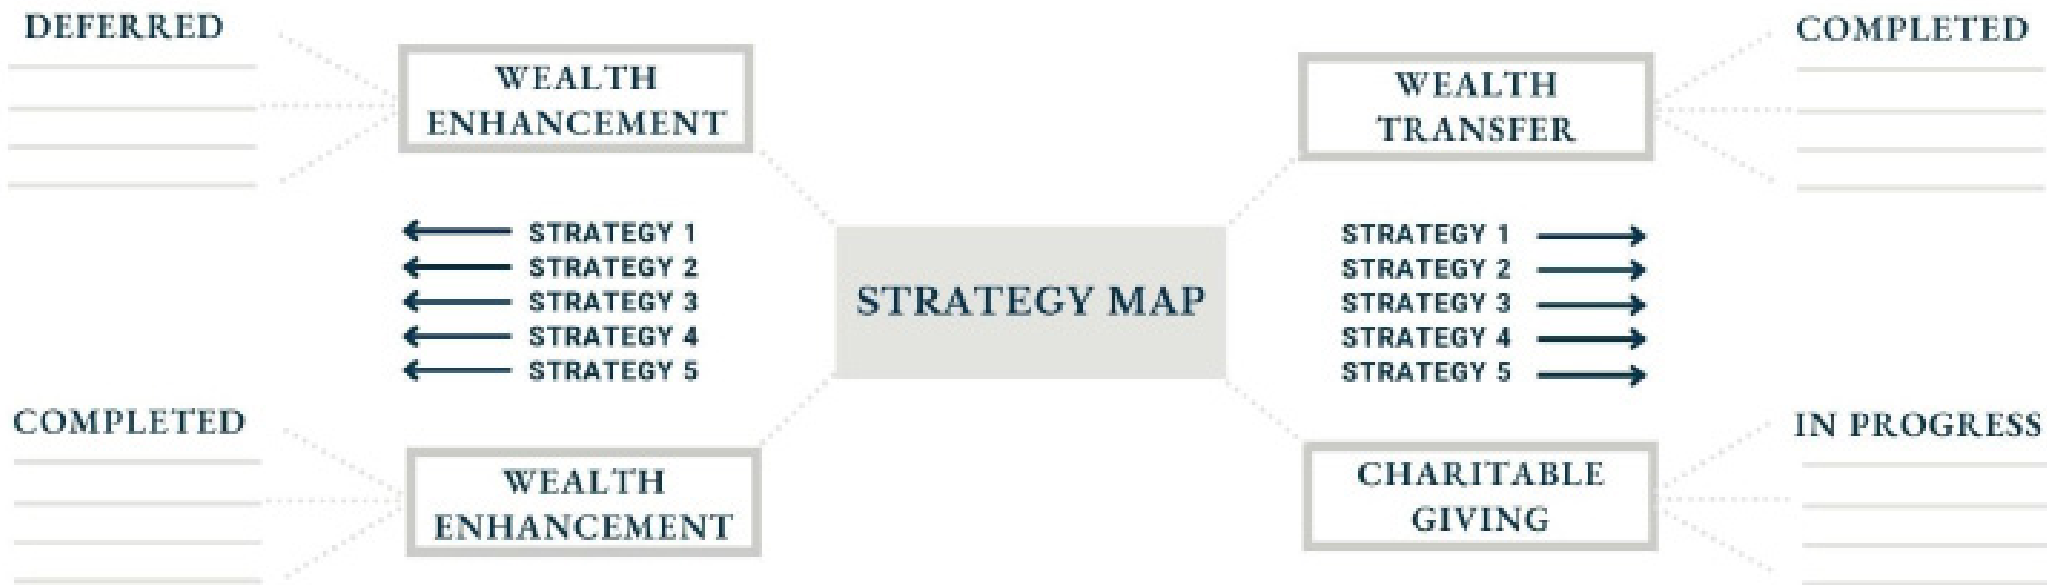 DEFERRED
WEALTH
ENHANCEMENT
WEALTH
TRANSFER
COMPLETED
STRATEGY 1
STRATEGY 2
STRATEGY 3
STRATEGY 4
STRATEGY 5
STRATEGY MAP
STRATEGY 1
STRATEGY 2
STRATEGY 3
STRATEGY 4
STRATEGY 5
COMPLETED
WEALTH
ENHANCEMENT
CHARITABLE
GIVING
IN PROGRESS